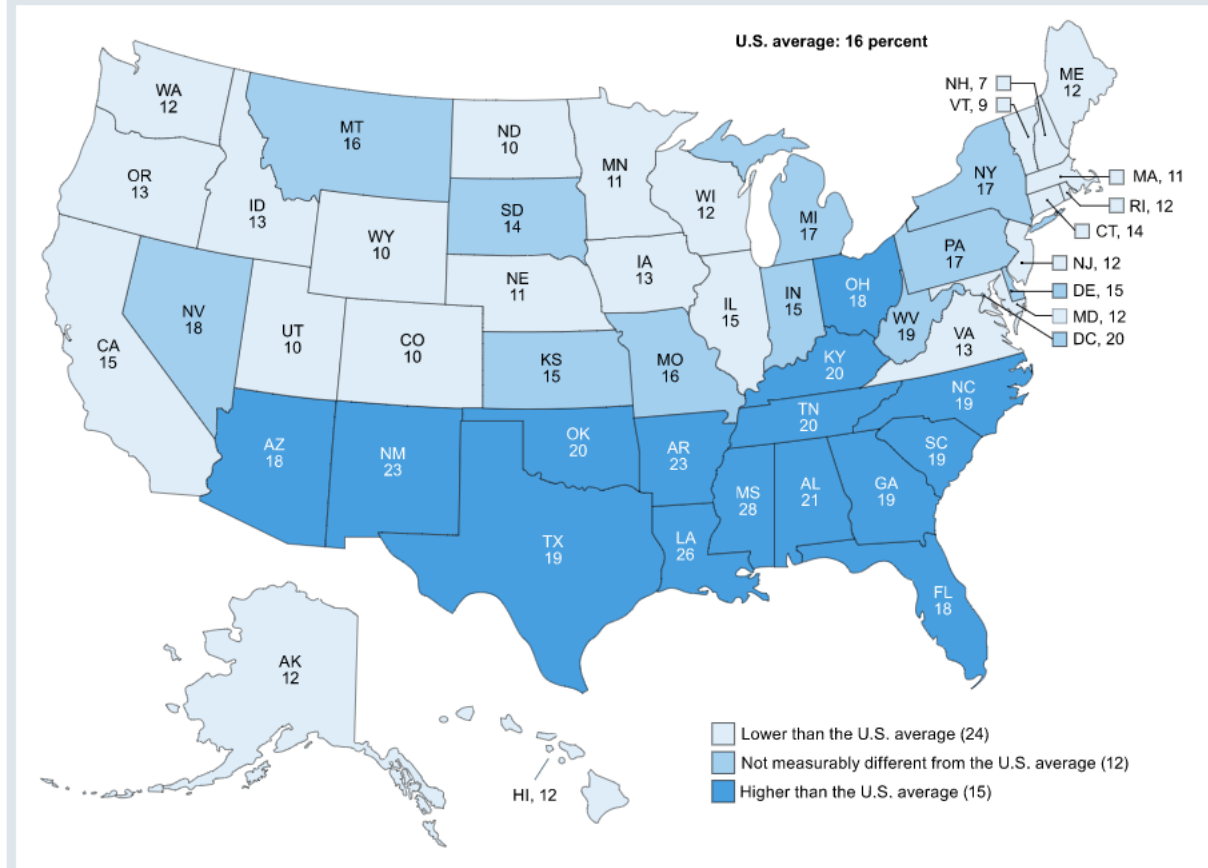 U.S. average: 16 percent
WA
12
OR
13
CA
15
ID
13
NV
18
MT
16
WY
10
UT
10
AZ
18
CO
10
NM
23
ND
10
SD
14
NE
11
KS
15
OK
20
TX
19
MN
11
IA
13
MO
16
AR
23
LA
26
WI
12
IL
15
MI
17
IN
15
OH
18
KY
20
TN
20
MS
28
AL
21
GA
19
FL
18
SC
19
NC
19
VA
13
WV
19
PA
17
NY
17
ME
12
NH, 7
VT, 9
MA, 11
RI, 12
CT, 14
NJ, 12
DE, 15
MD, 12
DC, 20
AK
12
HI, 12
Lower than the U.S. average (24)
Not measurably different from the U.S. average (12)
Higher than the U.S. average (15)